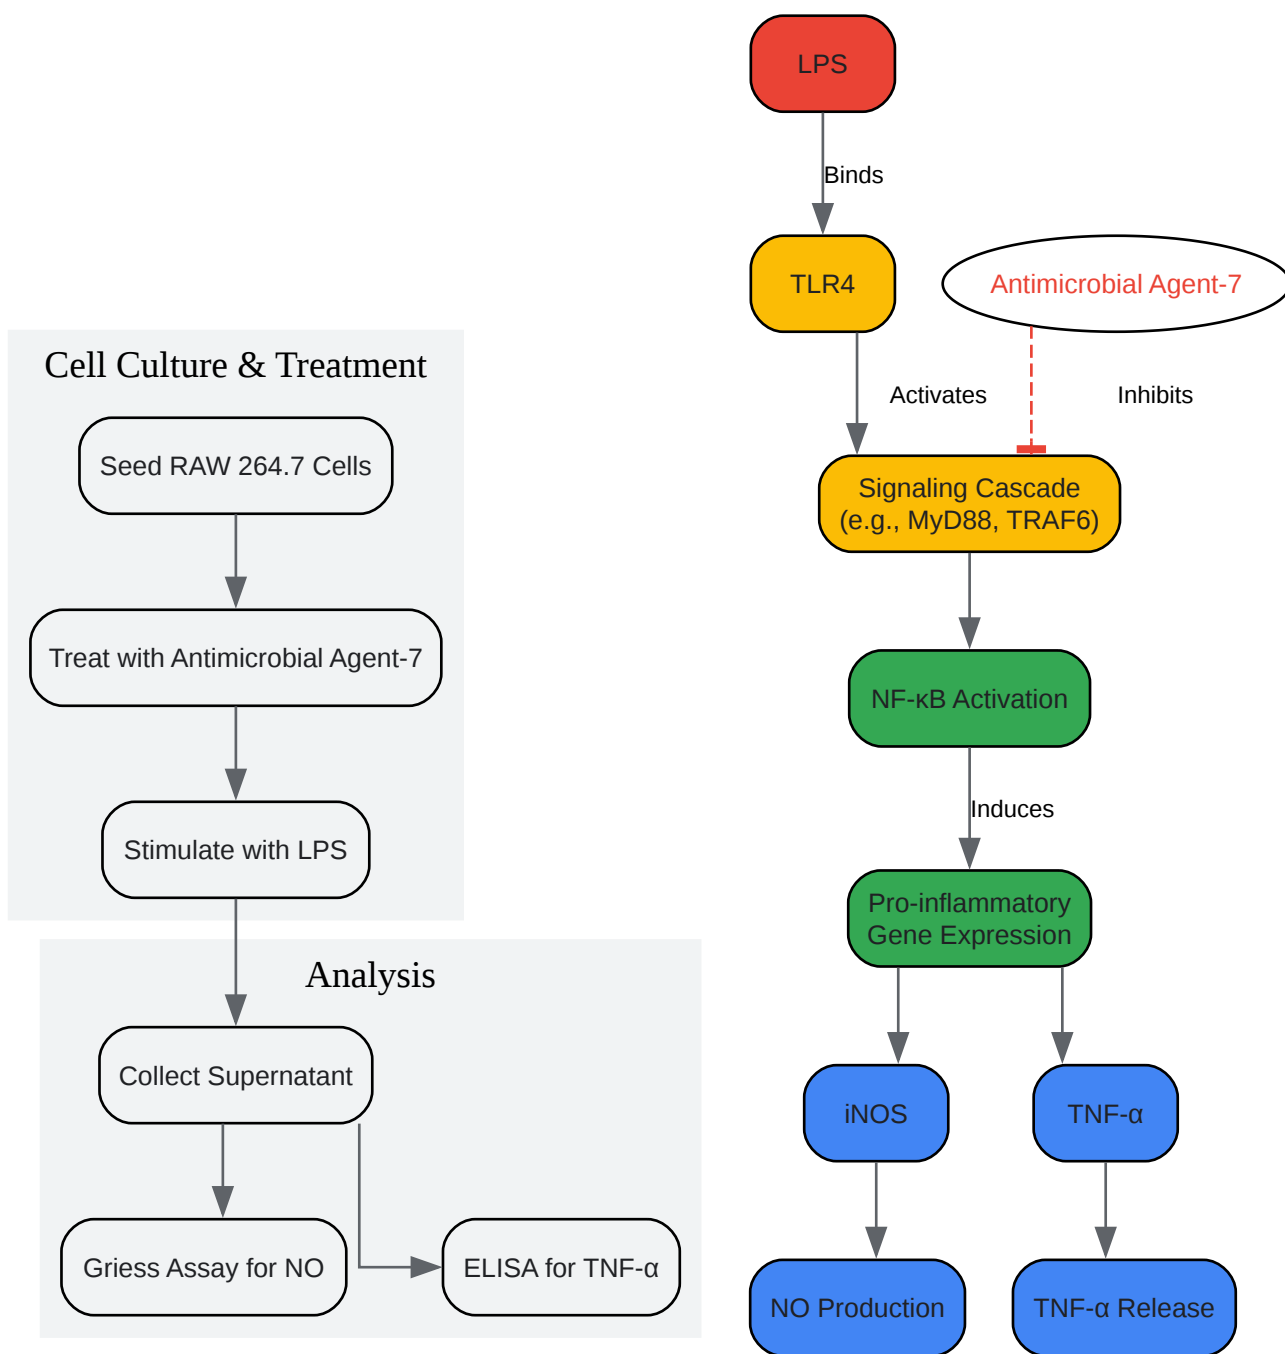 Cell Culture & Treatment
Seed RAW 264.7 Cells
Treat with Antimicrobial Agent-7
Stimulate with LPS
Analysis
Collect Supernatant
Griess Assay for NO
ELISA for TNF-α
LPS
Binds
TLR4
Antimicrobial Agent-7
Activates
Inhibits
Signaling Cascade
(e.g., MyD88, TRAF6)
NF-κB Activation
Induces
Pro-inflammatory
Gene Expression
iNOS
TNF-α
NO Production
TNF-α Release